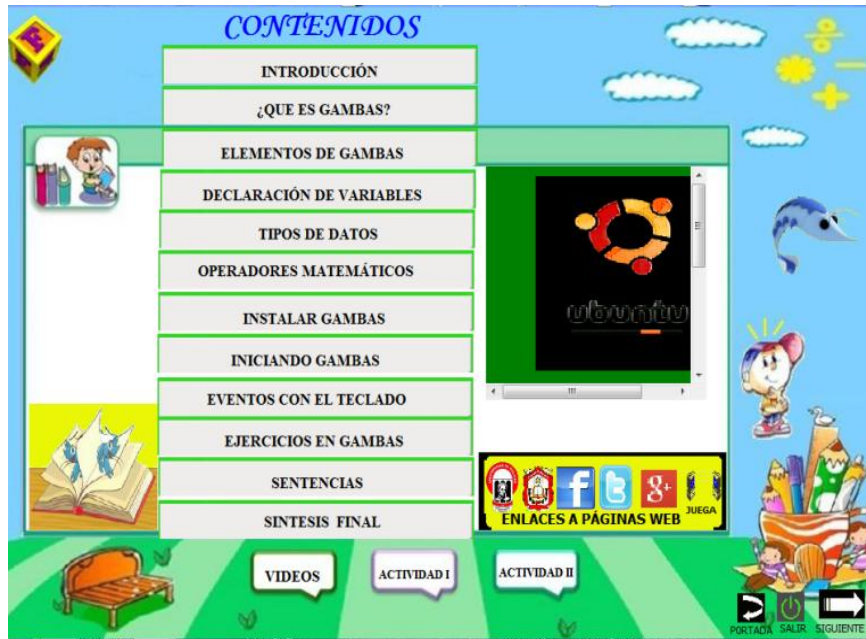 CONTENIDOS
INTRODUCCIÓN
¿QUE ES GAMBAS?
ELEMENTOS DE GAMBAS
DECLARACIÓN DE VARIABLES
TIPOS DE DATOS
OPERADORES MATEMÁTICOS
INSTALAR GAMBAS
INICIANDO GAMBAS
EVENTOS CON EL TECLADO
EJERCICIOS EN GAMBAS
SENTENCIAS
SINTESIS FINAL
ubuntu
JUEGA
ENLACES A PÁGINAS WEB
VIDEOS
ACTIVIDAD I
ACTIVIDAD II
PORTADA
SALIR
SIGUIENTE